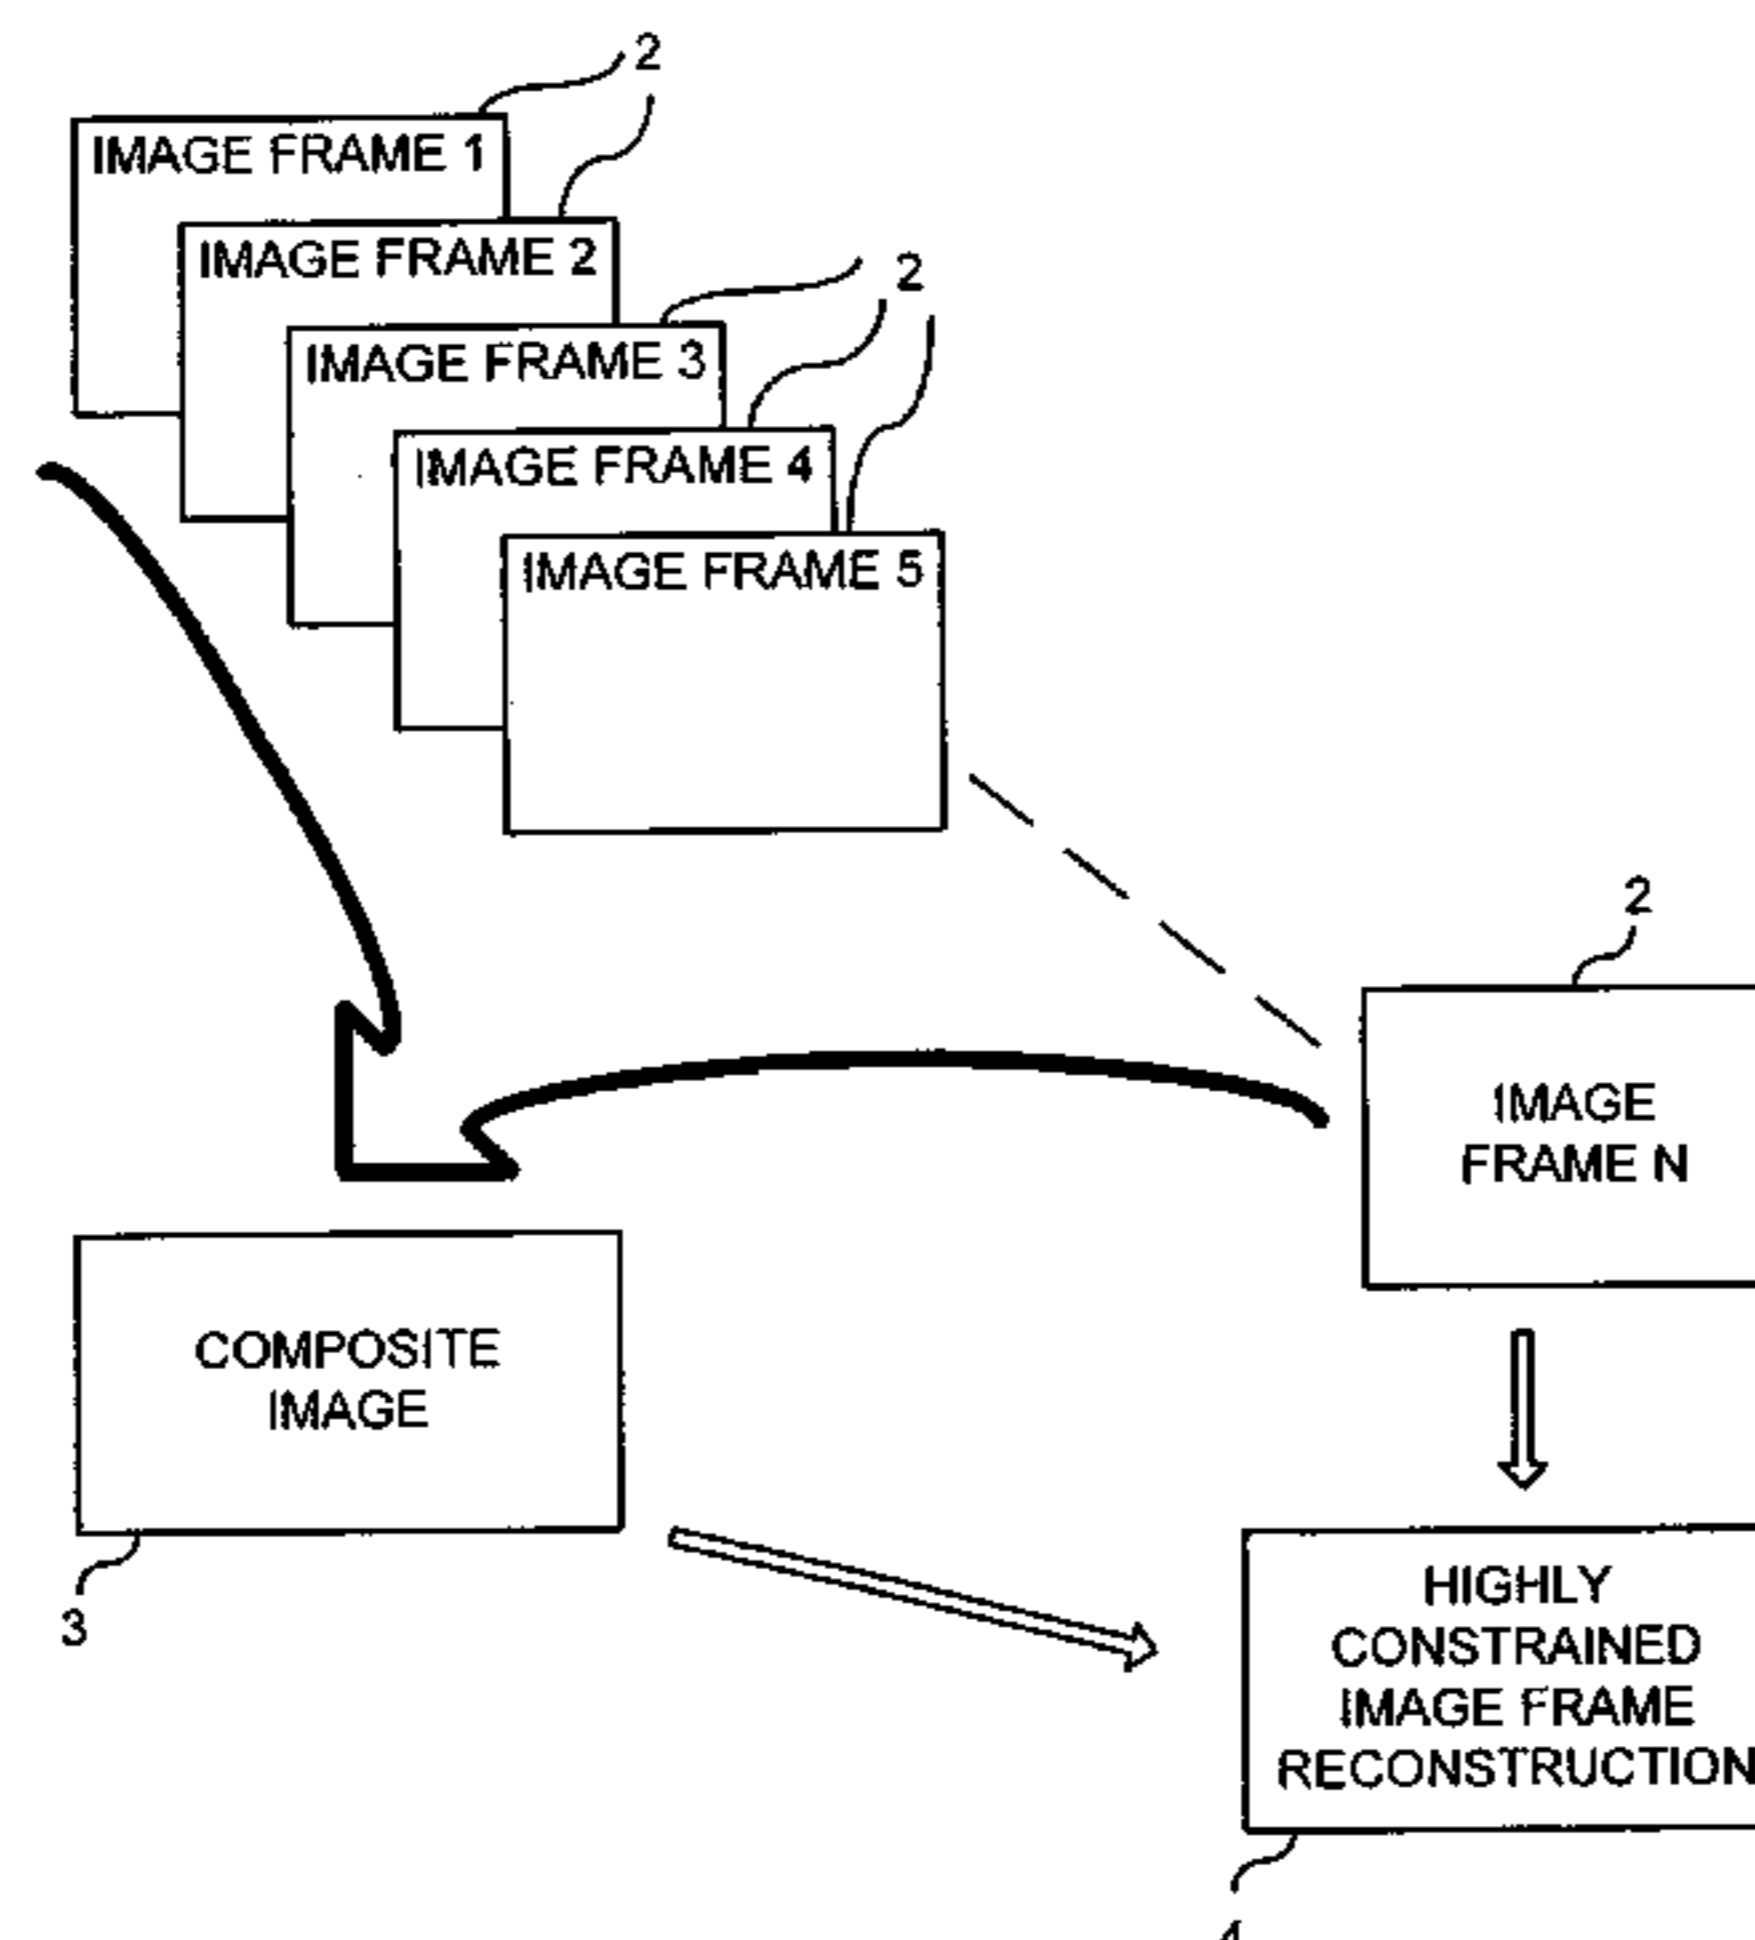 2
IMAGE FRAME 1
IMAGE FRAME 2
2
IMAGE FRAME 3
IMAGE FRAME 4
IMAGE FRAME 5
2
IMAGE
FRAME N
COMPOSITE
IMAGE
HIGHLY
CONSTRAINED
IMAGE FRAME
RECONSTRUCTION
3
4